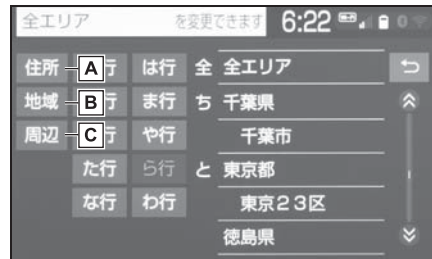 全エリア を変更できます 6:22
住所 A 行 は行 全 全エリア
地域 B 行 ま行 ち 千葉県
周辺 C 行 や行 千葉市
た行 ら行 と 東京都
な行 わ行 東京23区
徳島県